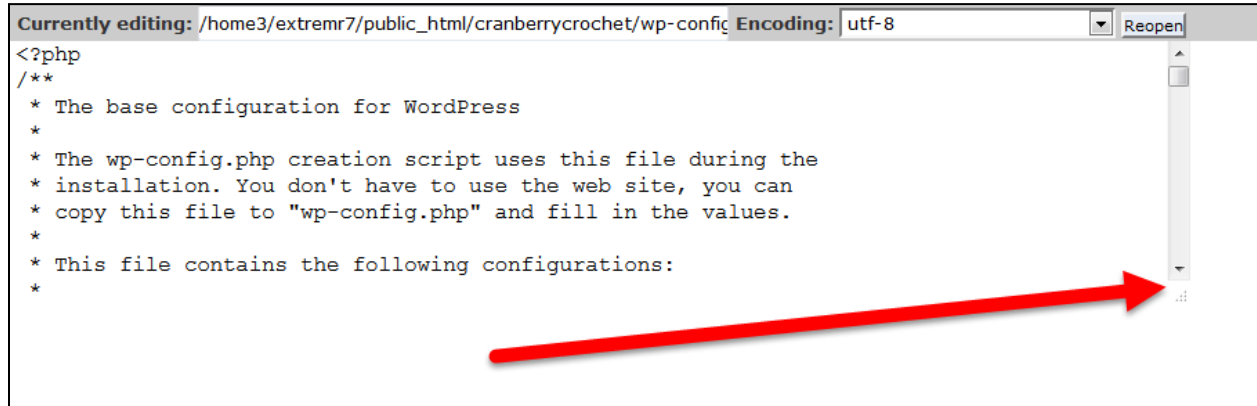 Currently editing: /home3/extremr7/public_html/cranberrycrochet/wp-config Encoding: utf-8 Reopen
<?php
/**
 * The base configuration for WordPress
 *
 * The wp-config.php creation script uses this file during the
 * installation. You don't have to use the web site, you can
 * copy this file to "wp-config.php" and fill in the values.
 *
 * This file contains the following configurations:
 *